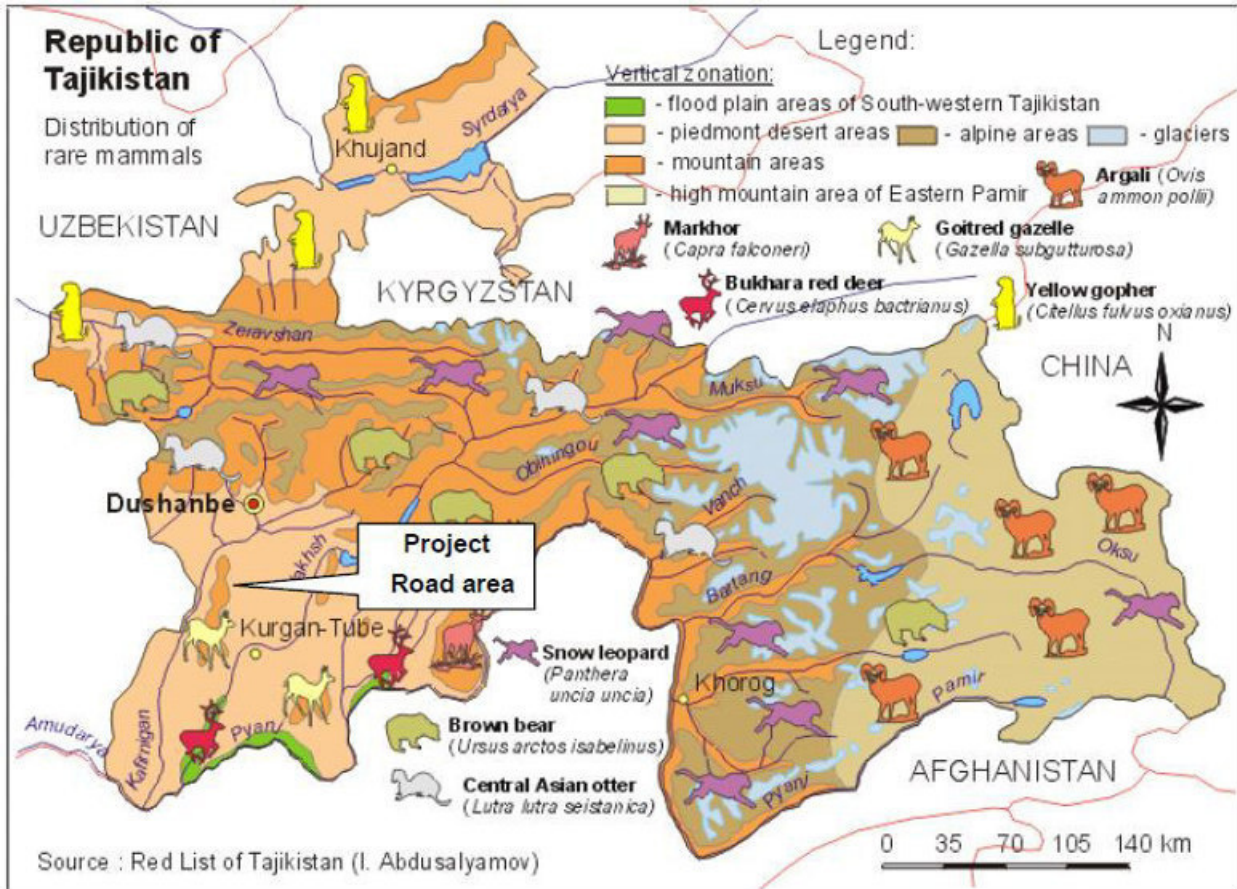 Republic of
Tajikistan
Distribution of
rare mammals
Legend:
Vertical zonation:
- flood plain areas of South-western Tajikistan
- piedmont desert areas
- alpine areas
- glaciers
- mountain areas
- high mountain area of Eastern Pamir
Argali (Ovis
ammon pollii)
Markhor
(Capra falconeri)
Goitred gazelle
(Gazella subgutturosa)
Bukhara red deer
(Cervus elaphus bactrianus)
Yellow gopher
(Citellus fulvus oxianus)
N
Syrdarya
Khujand
UZBEKISTAN
KYRGYZSTAN
CHINA
Zeravshan
Muksu
Obihingou
Vanch
Dushanbe
Project
Road area
akhsh
Bartang
Oksu
Kurgan-Tube
Snow leopard
(Panthera
uncia uncia)
Khorog
Pamir
Brown bear
(Ursus arctos isabelinus)
Amudarya
Kafirnigan
Pyanj
Central Asian otter
(Lutra lutra seistanica)
Pyanj
AFGHANISTAN
0 35 70 105 140 km
Source : Red List of Tajikistan (I. Abdusalyamov)